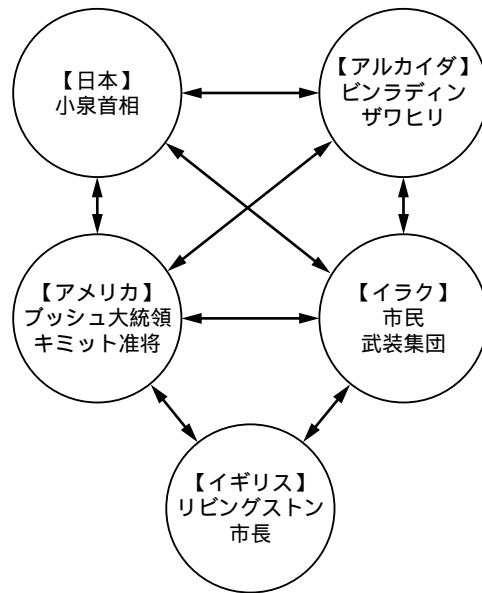 【日本】
小泉首相
【アルカイダ】
ビンラディン
ザワヒリ
【アメリカ】
ブッシュ大統領
キミット准将
【イラク】
市民
武装集団
【イギリス】
リビングストン
市長